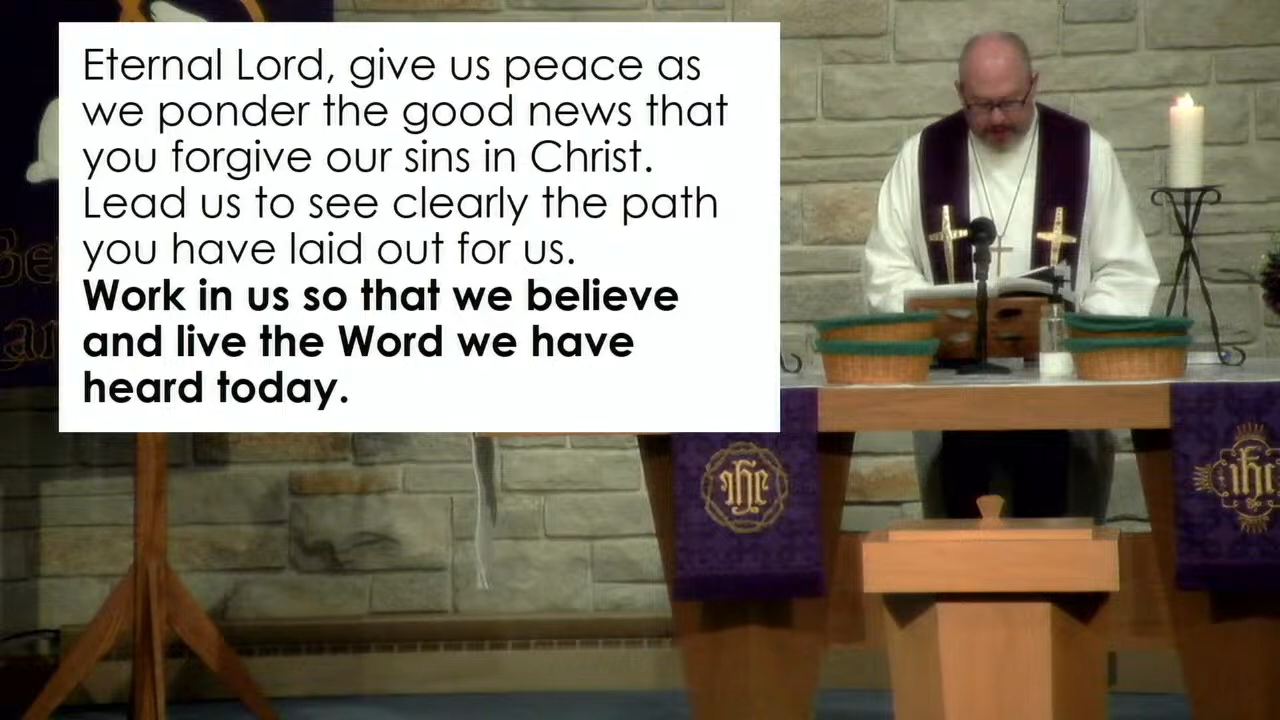 Eternal Lord, give us peace as
we ponder the good news that
you forgive our sins in Christ.
Lead us to see clearly the path
you have laid out for us.
Work in us so that we believe
and live the Word we have
heard today.